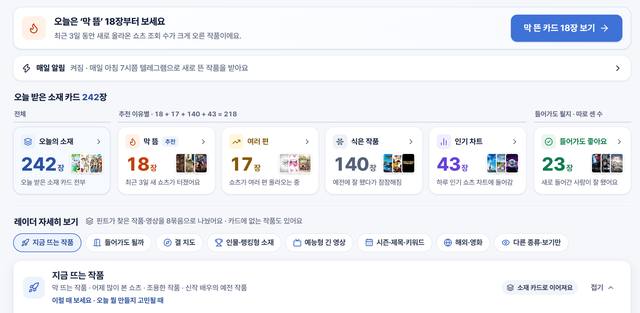 오늘은 '막 뜸' 18장부터 보세요
최근 3일 동안 새로 올라온 쇼츠 조회 수가 크게 오른 작품이에요.
막 뜬 카드 18장 보기 →
매일 알림 켜짐 · 매일 아침 7시쯤 텔레그램으로 새로 뜬 작품을 받아요
오늘 받은 소재 카드 242장
전체
추천 이유별 · 18 + 17 + 140 + 43 = 218
들어가도 될지 · 따로 센 수
오늘의 소재
242장
오늘 받은 소재 카드 전부
막 뜸 추천
18장
최근 3일 새 쇼츠가 터졌어요
여러 편
17장
쇼츠가 여러 편 올라오는 중
식은 작품
140장
예전에 잘 됐다가 잠잠해짐
인기 차트
43장
하루 인기 쇼츠 차트에 들어감
들어가도 좋아요
23장
새로 들어간 사람이 잘 됐어요
레이더 자세히 보기
핀트가 찾은 작품·영상을 8묶음으로 나눴어요 · 카드에 없는 작품도 있어요
지금 뜨는 작품
들어가도 될까
결 지도
인물·랭킹형 소재
예능형 긴 영상
시즌·제목·키워드
해외·영화
다른 종류·보기만
지금 뜨는 작품
막 뜬 작품 · 어제 많이 본 쇼츠 · 조용한 작품 · 신작 배우의 예전 작품
이럴 때 보세요 · 오늘 뭘 만들지 고민될 때
소재 카드로 이어져요
접기